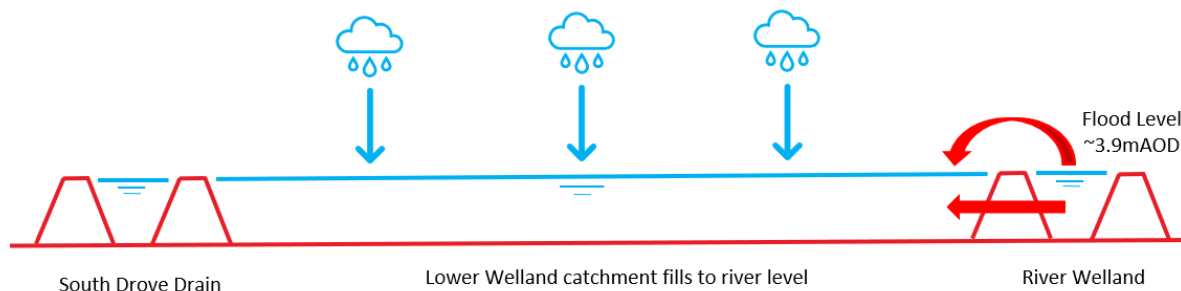 Flood Level
~3.9mAOD
South Drove Drain
Lower Welland catchment fills to river level
River Welland